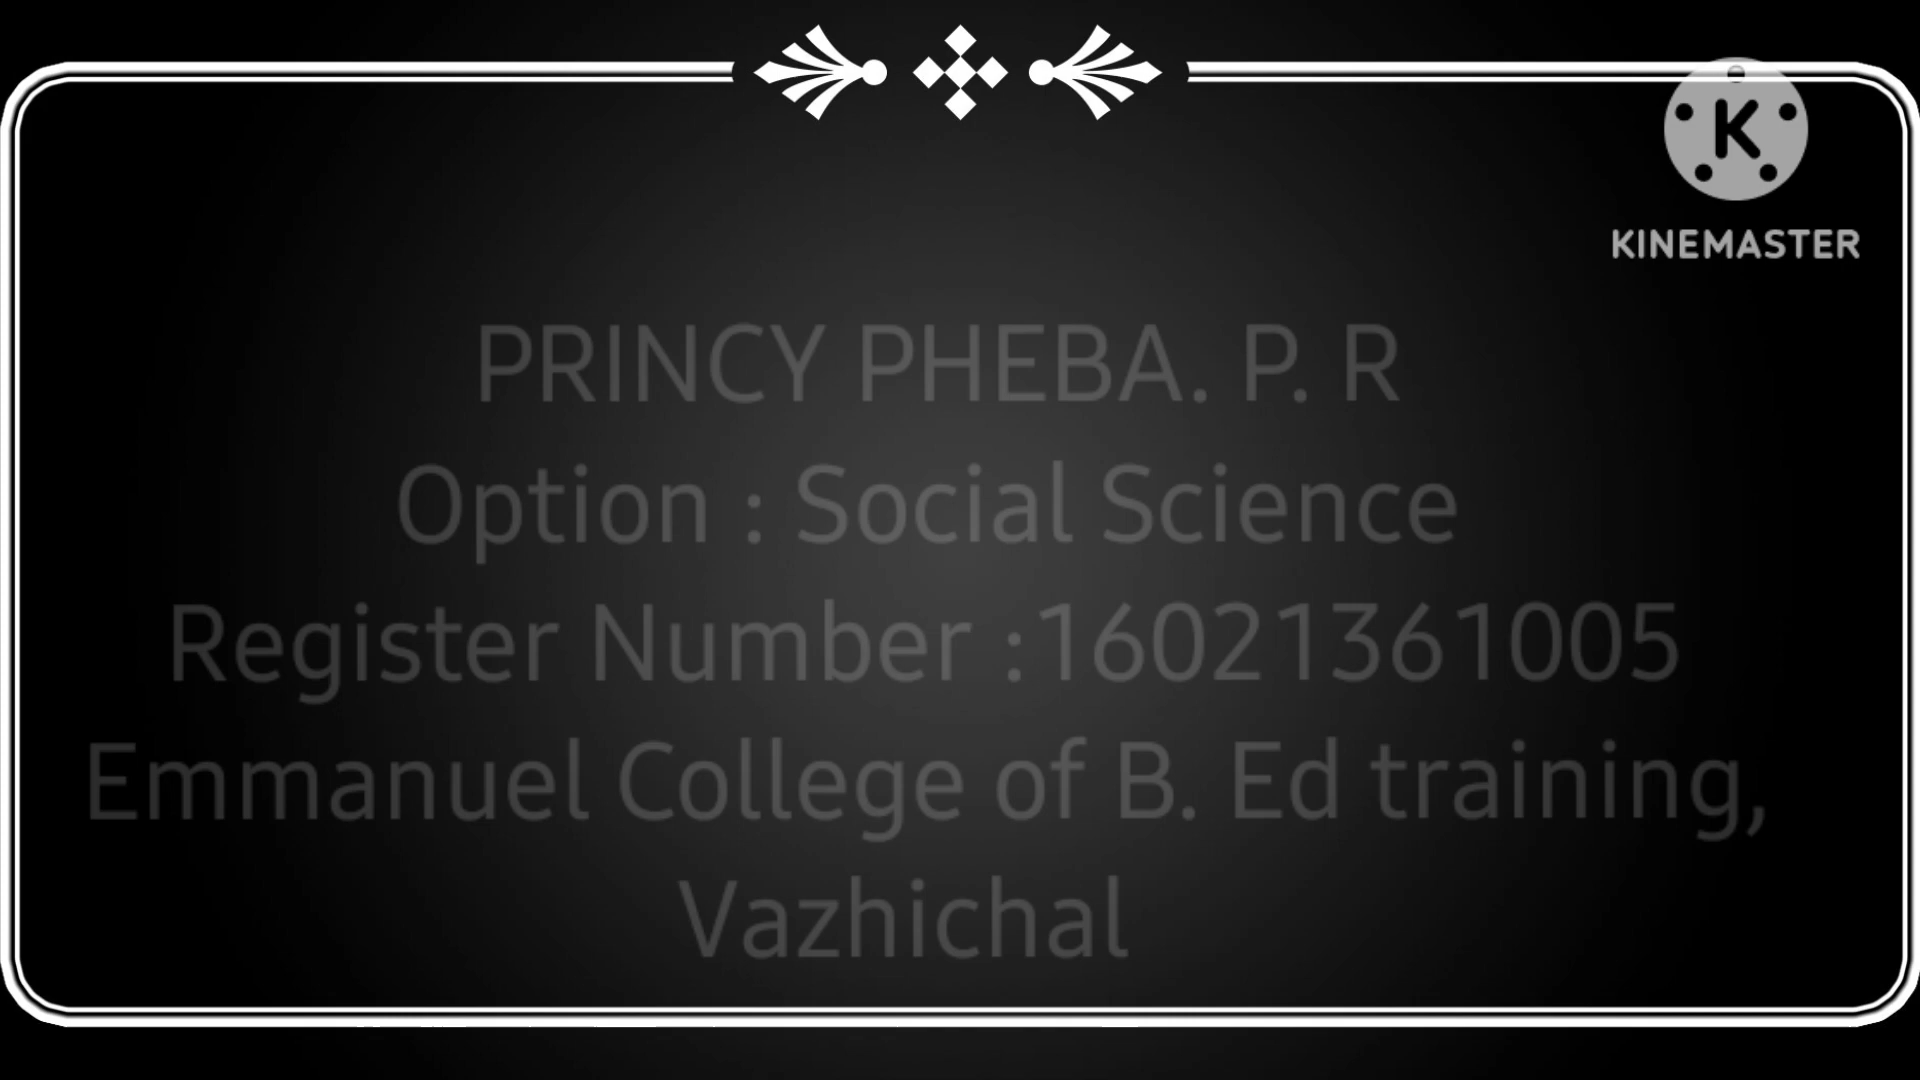 K
KINEMASTER
PRINCY PHEBA. P. R
Option : Social Science
Register Number :16021361005
Emmanuel College of B. Ed training,
Vazhichal